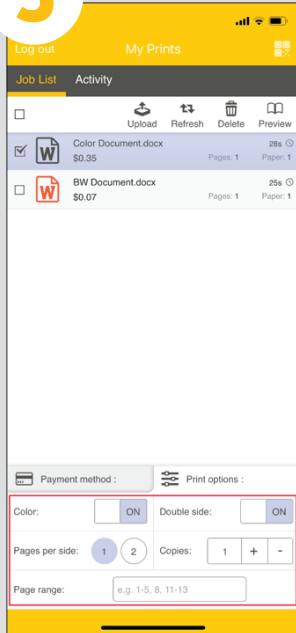 3
Log out My Prints
Job List Activity
Upload Refresh Delete Preview
W Color Document.docx 28s
$0.35 Pages: 1 Paper: 1
W BW Document.docx 25s
$0.07 Pages: 1 Paper: 1
Payment method : Print options :
Color: ON Double side: ON
Pages per side: 1 2 Copies: 1 + -
Page range: e.g. 1-5, 8, 11-13